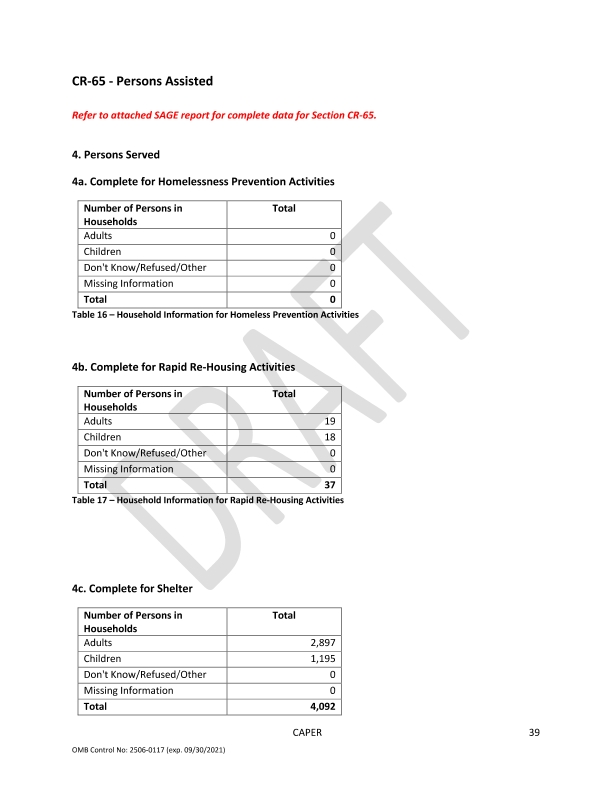 CR-65 - Persons Assisted
Refer to attached SAGE report for complete data for Section CR-65.
4. Persons Served
4a. Complete for Homelessness Prevention Activities
Number of Persons in Total
Households
Adults 0
Children 0
Don't Know/Refused/Other 0
Missing Information 0
Total 0
Table 16 – Household Information for Homeless Prevention Activities
4b. Complete for Rapid Re-Housing Activities
Number of Persons in Total
Households
Adults 19
Children 18
Don't Know/Refused/Other 0
Missing Information 0
Total 37
Table 17 – Household Information for Rapid Re-Housing Activities
4c. Complete for Shelter
Number of Persons in Total
Households
Adults 2,897
Children 1,195
Don't Know/Refused/Other 0
Missing Information 0
Total 4,092
CAPER 39
OMB Control No: 2506-0117 (exp. 09/30/2021)
DRAFT